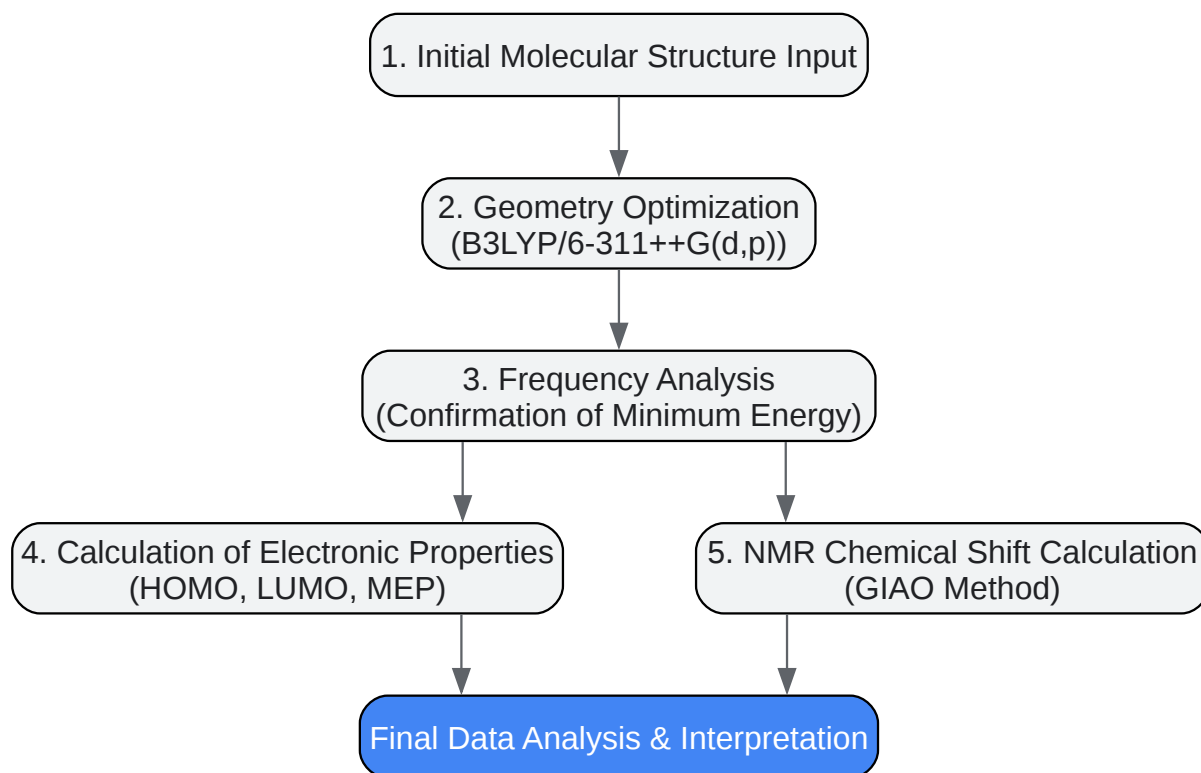 1. Initial Molecular Structure Input
2. Geometry Optimization
(B3LYP/6-311++G(d,p))
3. Frequency Analysis
(Confirmation of Minimum Energy)
4. Calculation of Electronic Properties
(HOMO, LUMO, MEP)
5. NMR Chemical Shift Calculation
(GIAO Method)
Final Data Analysis & Interpretation